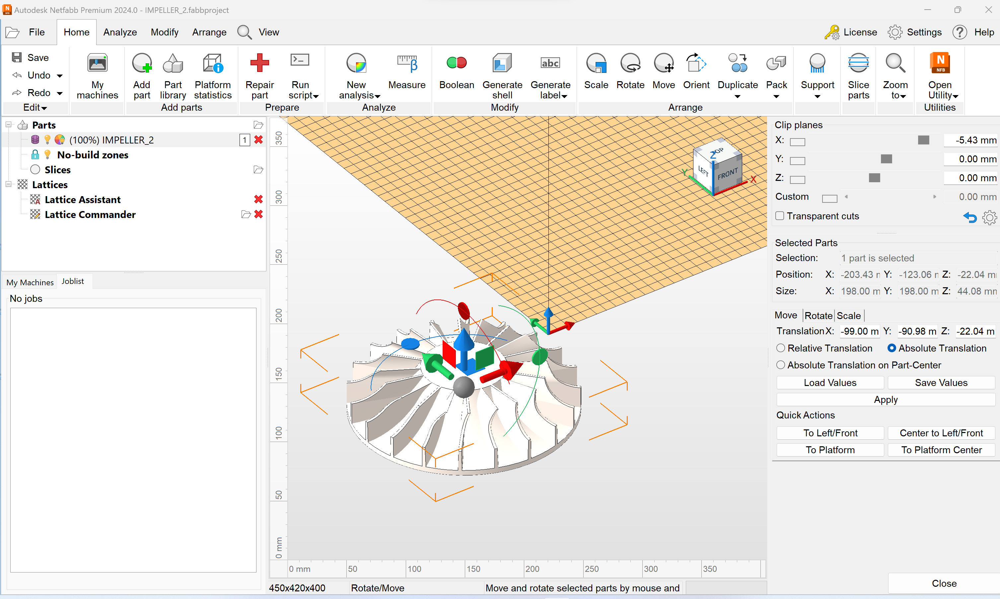 Autodesk Netfabb Premium 2024.0 - IMPELLER_2.fabbproject
File Home Analyze Modify Arrange View License Settings Help
Save
Undo
Redo
Edit
My machines
Add part
Part library
Platform statistics
Add parts
Repair part
Run script
Prepare
New analysis
Measure
Analyze
Boolean
Generate shell
abc
Generate label
Modify
Scale
Rotate
Move
Orient
Duplicate
Pack
Arrange
Support
Slice parts
Zoom to
N
NFB
Open Utility
Utilities
Parts
(100%) IMPELLER_2 1
No-build zones
Slices
Lattices
Lattice Assistant
Lattice Commander
My Machines Joblist
No jobs
350
300
250
200
150
100
50
0 mm
TOP
LEFT
FRONT
Z
Y
X
0 mm 50 100 150 200 250 300 350
450x420x400 Rotate/Move Move and rotate selected parts by mouse and
Clip planes
X: -5.43 mm
Y: 0.00 mm
Z: 0.00 mm
Custom 0.00 mm
Transparent cuts
Selected Parts
Selection: 1 part is selected
Position: X: -203.43 Y: -123.06 Z: -22.04 m
Size: X: 198.00 m Y: 198.00 m Z: 44.08 mm
Move Rotate Scale
Translation X: -99.00 m Y: -90.98 m Z: -22.04 m
Relative Translation Absolute Translation
Absolute Translation on Part-Center
Load Values Save Values
Apply
Quick Actions
To Left/Front Center to Left/Front
To Platform To Platform Center
Close